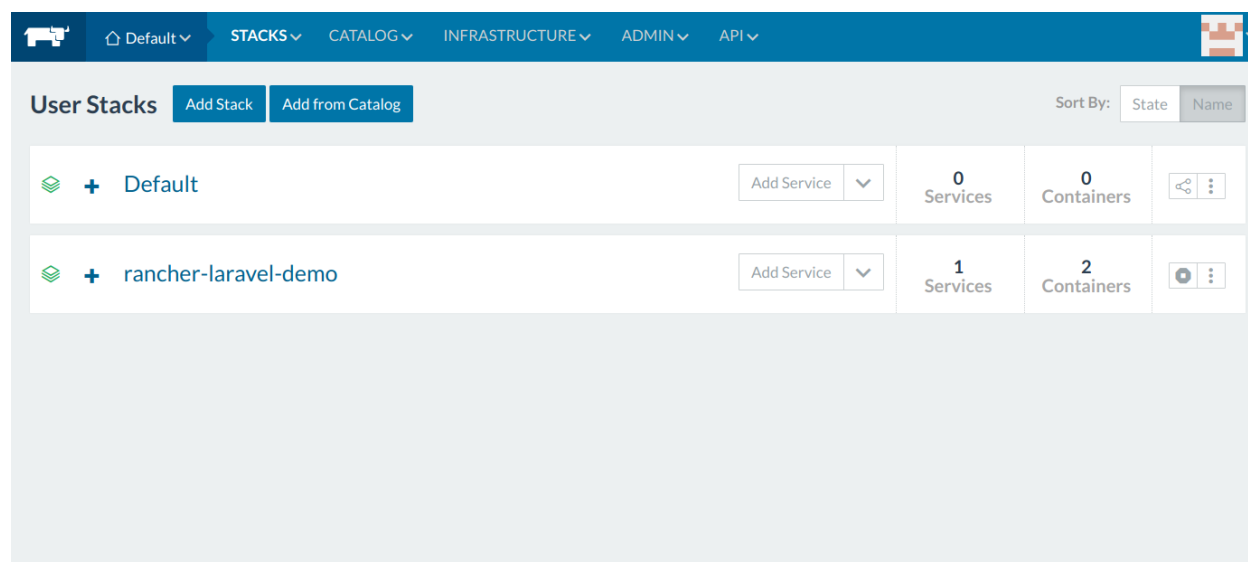 Default STACKS CATALOG INFRASTRUCTURE ADMIN API
User Stacks Add Stack Add from Catalog Sort By: State Name
Default Add Service 0 Services 0 Containers
rancher-laravel-demo Add Service 1 Services 2 Containers